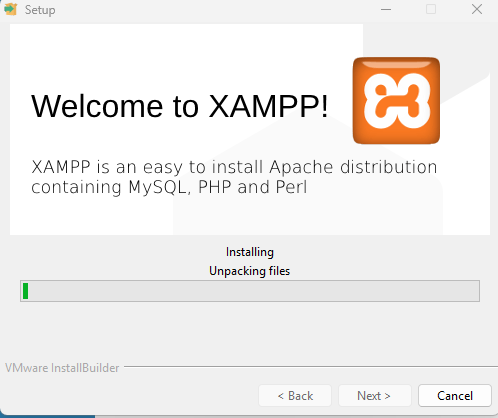 Setup
Welcome to XAMPP!
XAMPP is an easy to install Apache distribution
containing MySQL, PHP and Perl
Installing
Unpacking files
VMware InstallBuilder
< Back
Next >
Cancel